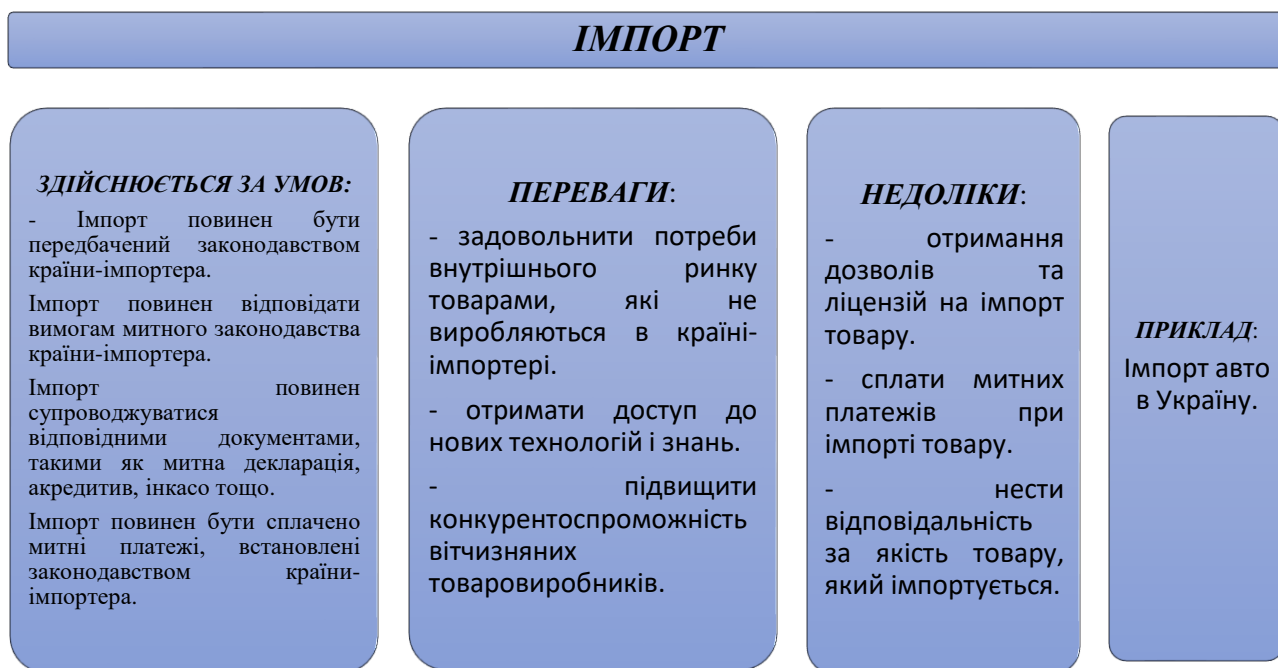 ІМПОРТ
ЗДІЙСНЮЄТЬСЯ ЗА УМОВ:
- Імпорт повинен бути
передбачений законодавством
країни-імпортера.
Імпорт повинен відповідати
вимогам митного законодавства
країни-імпортера.
Імпорт повинен
супроводжуватися
відповідними документами,
такими як митна декларація,
акредитив, інкасо тощо.
Імпорт повинен бути сплачено
митні платежі, встановлені
законодавством країни-
імпортера.
ПЕРЕВАГИ:
- задовольнити потреби
внутрішнього ринку
товарами, які не
виробляються в країні-
імпортері.
- отримати доступ до
нових технологій і знань.
- підвищити
конкурентоспроможність
вітчизняних
товаровиробників.
НЕДОЛІКИ:
- отримання
дозволів та
ліцензій на імпорт
товару.
- сплати митних
платежів при
імпорті товару.
- нести
відповідальність
за якість товару,
який імпортується.
ПРИКЛАД:
Імпорт авто
в Україну.